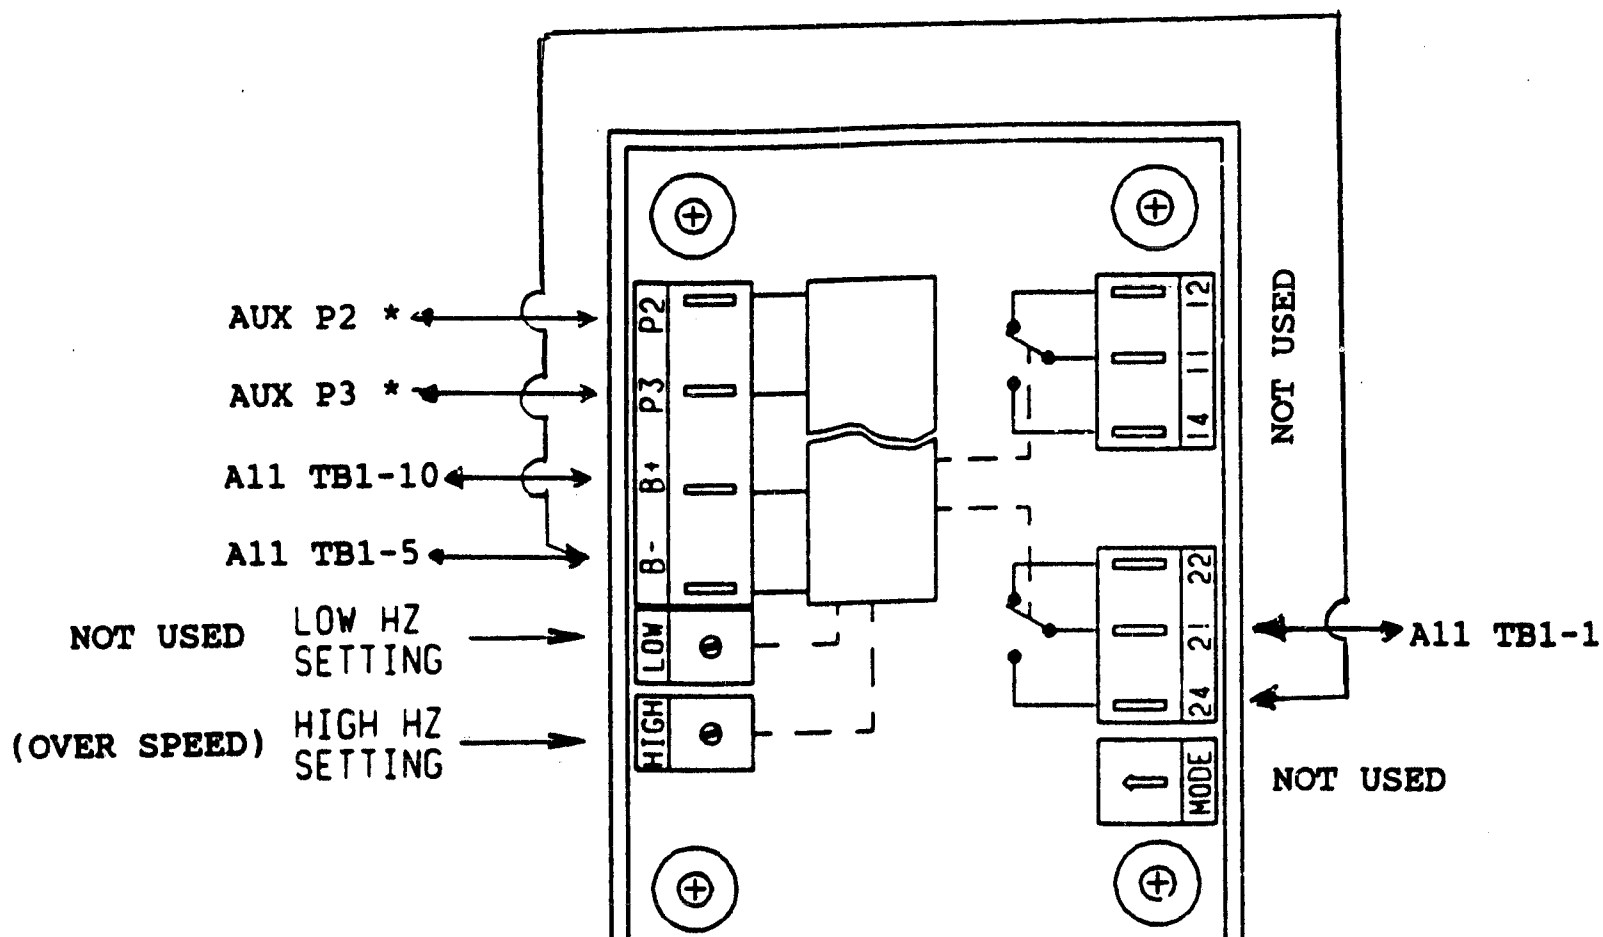 AUX P2 *
AUX P3 *
A11 TB1-10
A11 TB1-5
NOT USED
LOW HZ
SETTING
(OVER SPEED)
HIGH HZ
SETTING
P2
P3
B+
B-
LOW
HIGH
12
11
14
NOT USED
22
21
24
A11 TB1-1
MODE
NOT USED